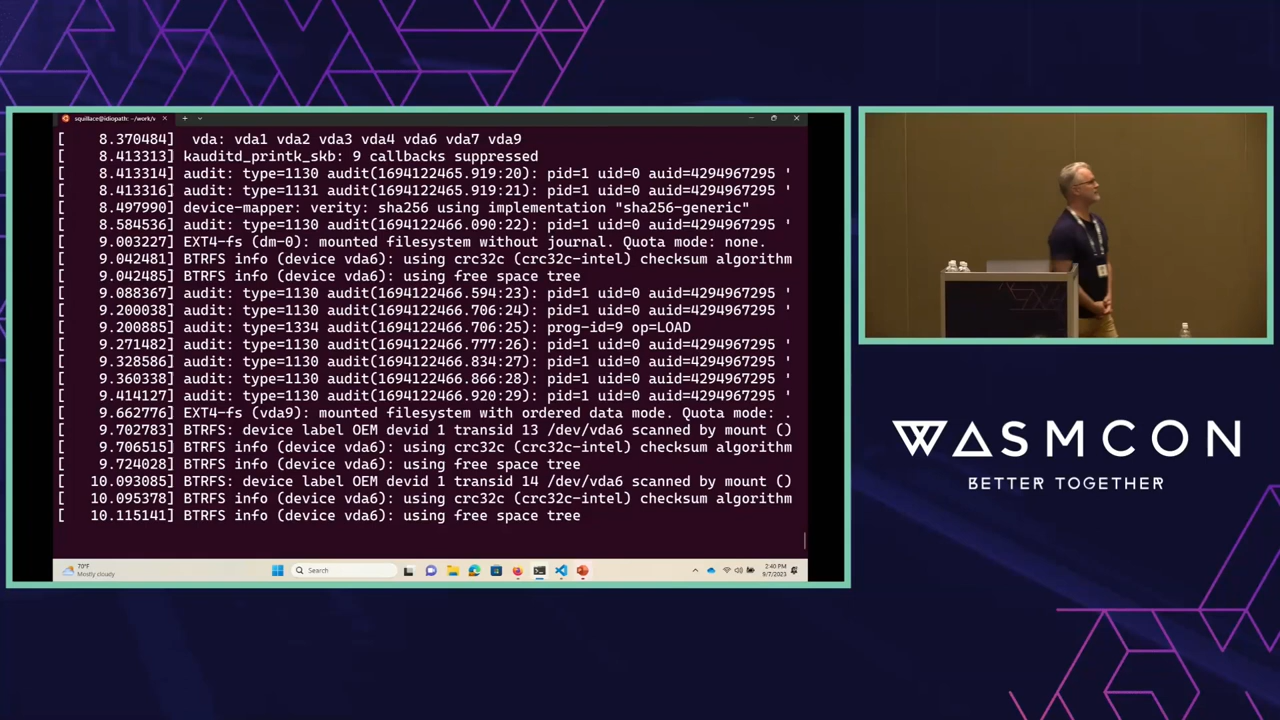 squillace@idiopath: ~/work/v
[    8.370484]  vda: vda1 vda2 vda3 vda4 vda6 vda7 vda9
[    8.413313] kauditd_printk_skb: 9 callbacks suppressed
[    8.413314] audit: type=1130 audit(1694122465.919:20): pid=1 uid=0 auid=4294967295 '
[    8.413316] audit: type=1131 audit(1694122465.919:21): pid=1 uid=0 auid=4294967295 '
[    8.497990] device-mapper: verity: sha256 using implementation "sha256-generic"
[    8.584536] audit: type=1130 audit(1694122466.090:22): pid=1 uid=0 auid=4294967295 '
[    9.003227] EXT4-fs (dm-0): mounted filesystem without journal. Quota mode: none.
[    9.042481] BTRFS info (device vda6): using crc32c (crc32c-intel) checksum algorithm
[    9.042485] BTRFS info (device vda6): using free space tree
[    9.088367] audit: type=1130 audit(1694122466.594:23): pid=1 uid=0 auid=4294967295 '
[    9.200038] audit: type=1130 audit(1694122466.706:24): pid=1 uid=0 auid=4294967295 '
[    9.200885] audit: type=1334 audit(1694122466.706:25): prog-id=9 op=LOAD
[    9.271482] audit: type=1130 audit(1694122466.777:26): pid=1 uid=0 auid=4294967295 '
[    9.328586] audit: type=1130 audit(1694122466.834:27): pid=1 uid=0 auid=4294967295 '
[    9.360338] audit: type=1130 audit(1694122466.866:28): pid=1 uid=0 auid=4294967295 '
[    9.414127] audit: type=1130 audit(1694122466.920:29): pid=1 uid=0 auid=4294967295 '
[    9.662776] EXT4-fs (vda9): mounted filesystem with ordered data mode. Quota mode: .
[    9.702783] BTRFS: device label OEM devid 1 transid 13 /dev/vda6 scanned by mount ()
[    9.706515] BTRFS info (device vda6): using crc32c (crc32c-intel) checksum algorithm
[    9.724028] BTRFS info (device vda6): using free space tree
[   10.093085] BTRFS: device label OEM devid 1 transid 14 /dev/vda6 scanned by mount ()
[   10.095378] BTRFS info (device vda6): using crc32c (crc32c-intel) checksum algorithm
[   10.115141] BTRFS info (device vda6): using free space tree
70°F
Mostly cloudy
Search
2:40 PM
9/7/2023
WASMCON
BETTER TOGETHER